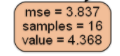 mse = 3.837
samples = 16
value = 4.368